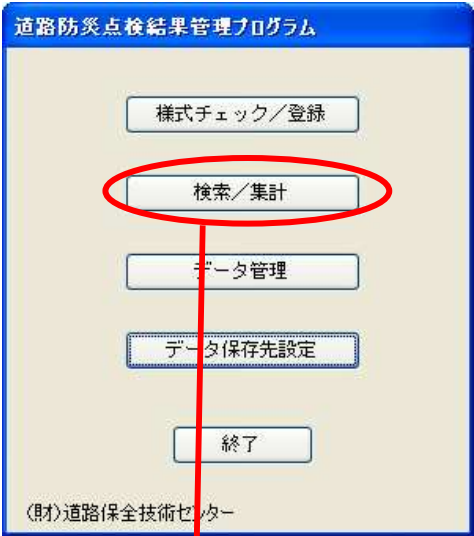 道路防災点検結果管理プログラム
様式チェック／登録
検索／集計
データ管理
データ保存先設定
終了
(財)道路保全技術センター